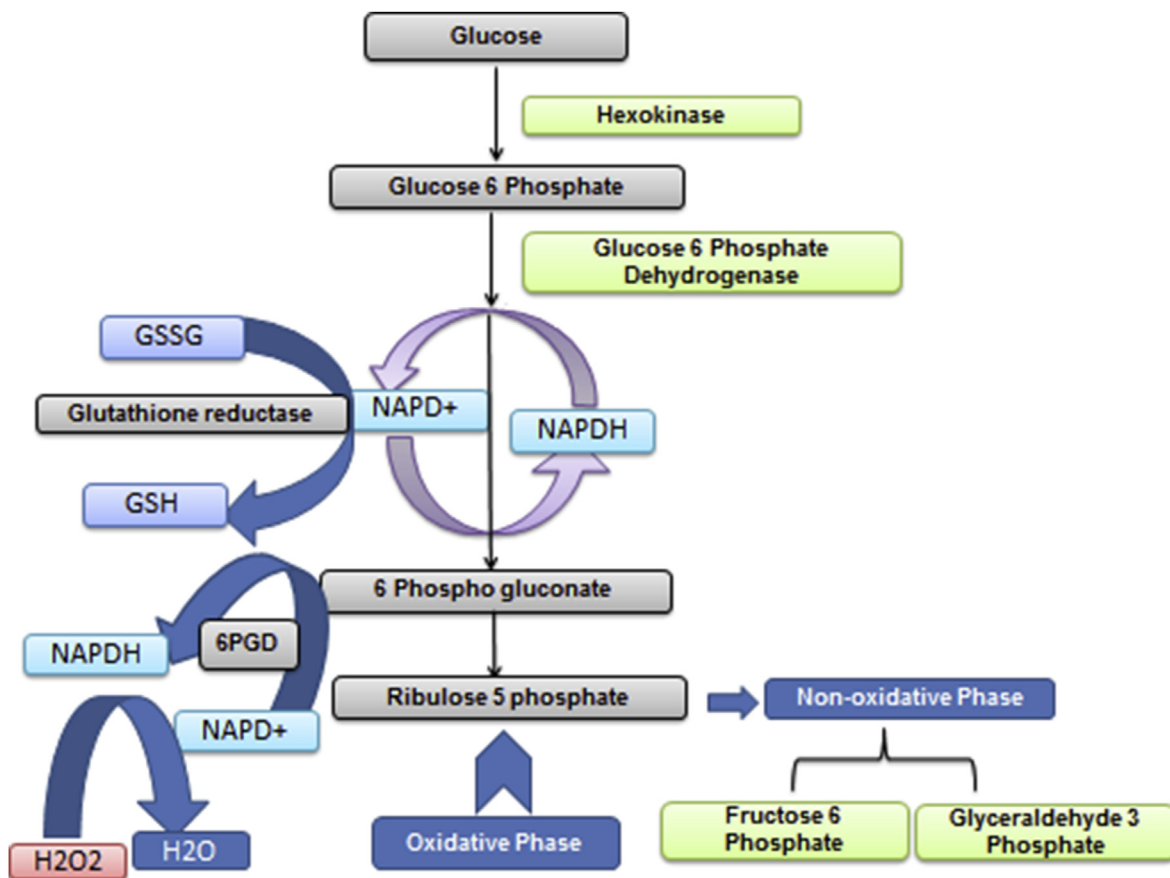 Glucose
Hexokinase
Glucose 6 Phosphate
Glucose 6 Phosphate
Dehydrogenase
GSSG
Glutathione reductase
NAPD+
NAPDH
GSH
6 Phospho gluconate
6PGD
NAPDH
Ribulose 5 phosphate
Non-oxidative Phase
NAPD+
Fructose 6
Phosphate
Glyceraldehyde 3
Phosphate
Oxidative Phase
H2O2
H2O